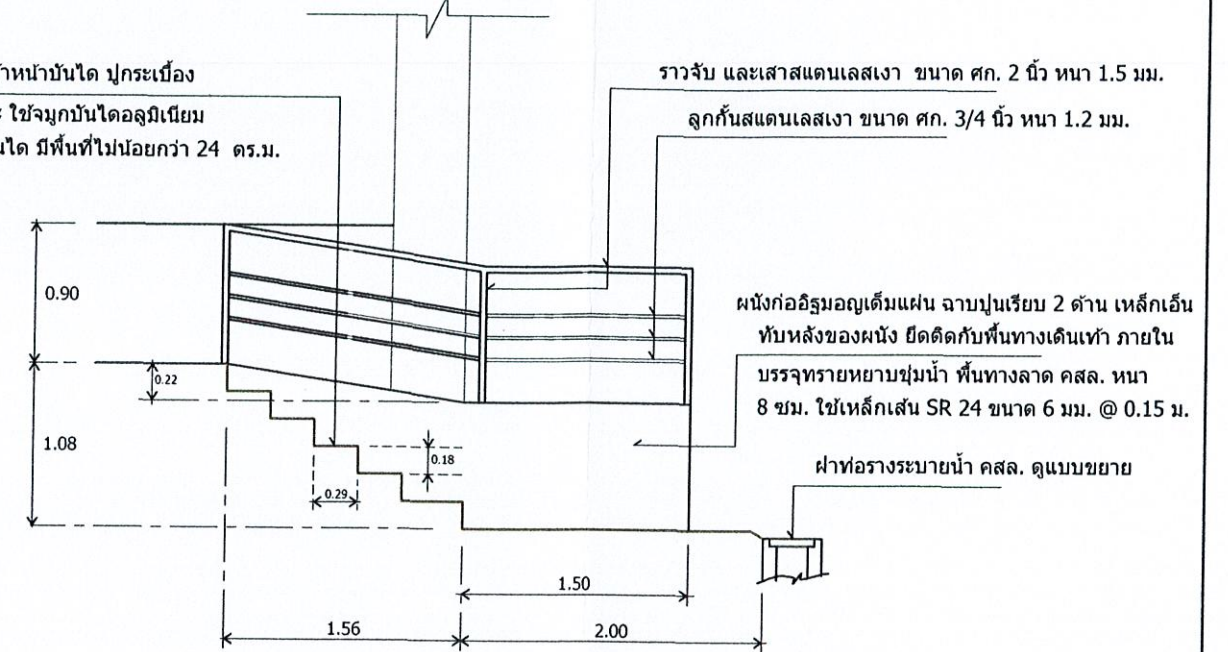 หน้าบันได ปูกระเบื้อง
ใช้จมูกบันไดอลูมิเนียม
มีพื้นที่ไม่น้อยกว่า 24 ตร.ม.
ราวจับ และเสาสแตนเลสเงา ขนาด ศก. 2 นิ้ว หนา 1.5 มม.
ลูกกั้นสแตนเลสเงา ขนาด ศก. 3/4 นิ้ว หนา 1.2 มม.
0.90
0.22
1.08
ผนังก่ออิฐมอญเต็มแผ่น ฉาบปูนเรียบ 2 ด้าน เหล็กเอ็น
ทับหลังของผนัง ยึดติดกับพื้นทางเดินเท้า ภายใน
บรรจุทรายหยาบชุ่มน้ำ พื้นทางลาด คสล. หนา
8 ซม. ใช้เหล็กเส้น SR 24 ขนาด 6 มม. @ 0.15 ม.
0.18
0.29
ฝาท่อรางระบายน้ำ คสล. ดูแบบขยาย
1.50
1.56
2.00